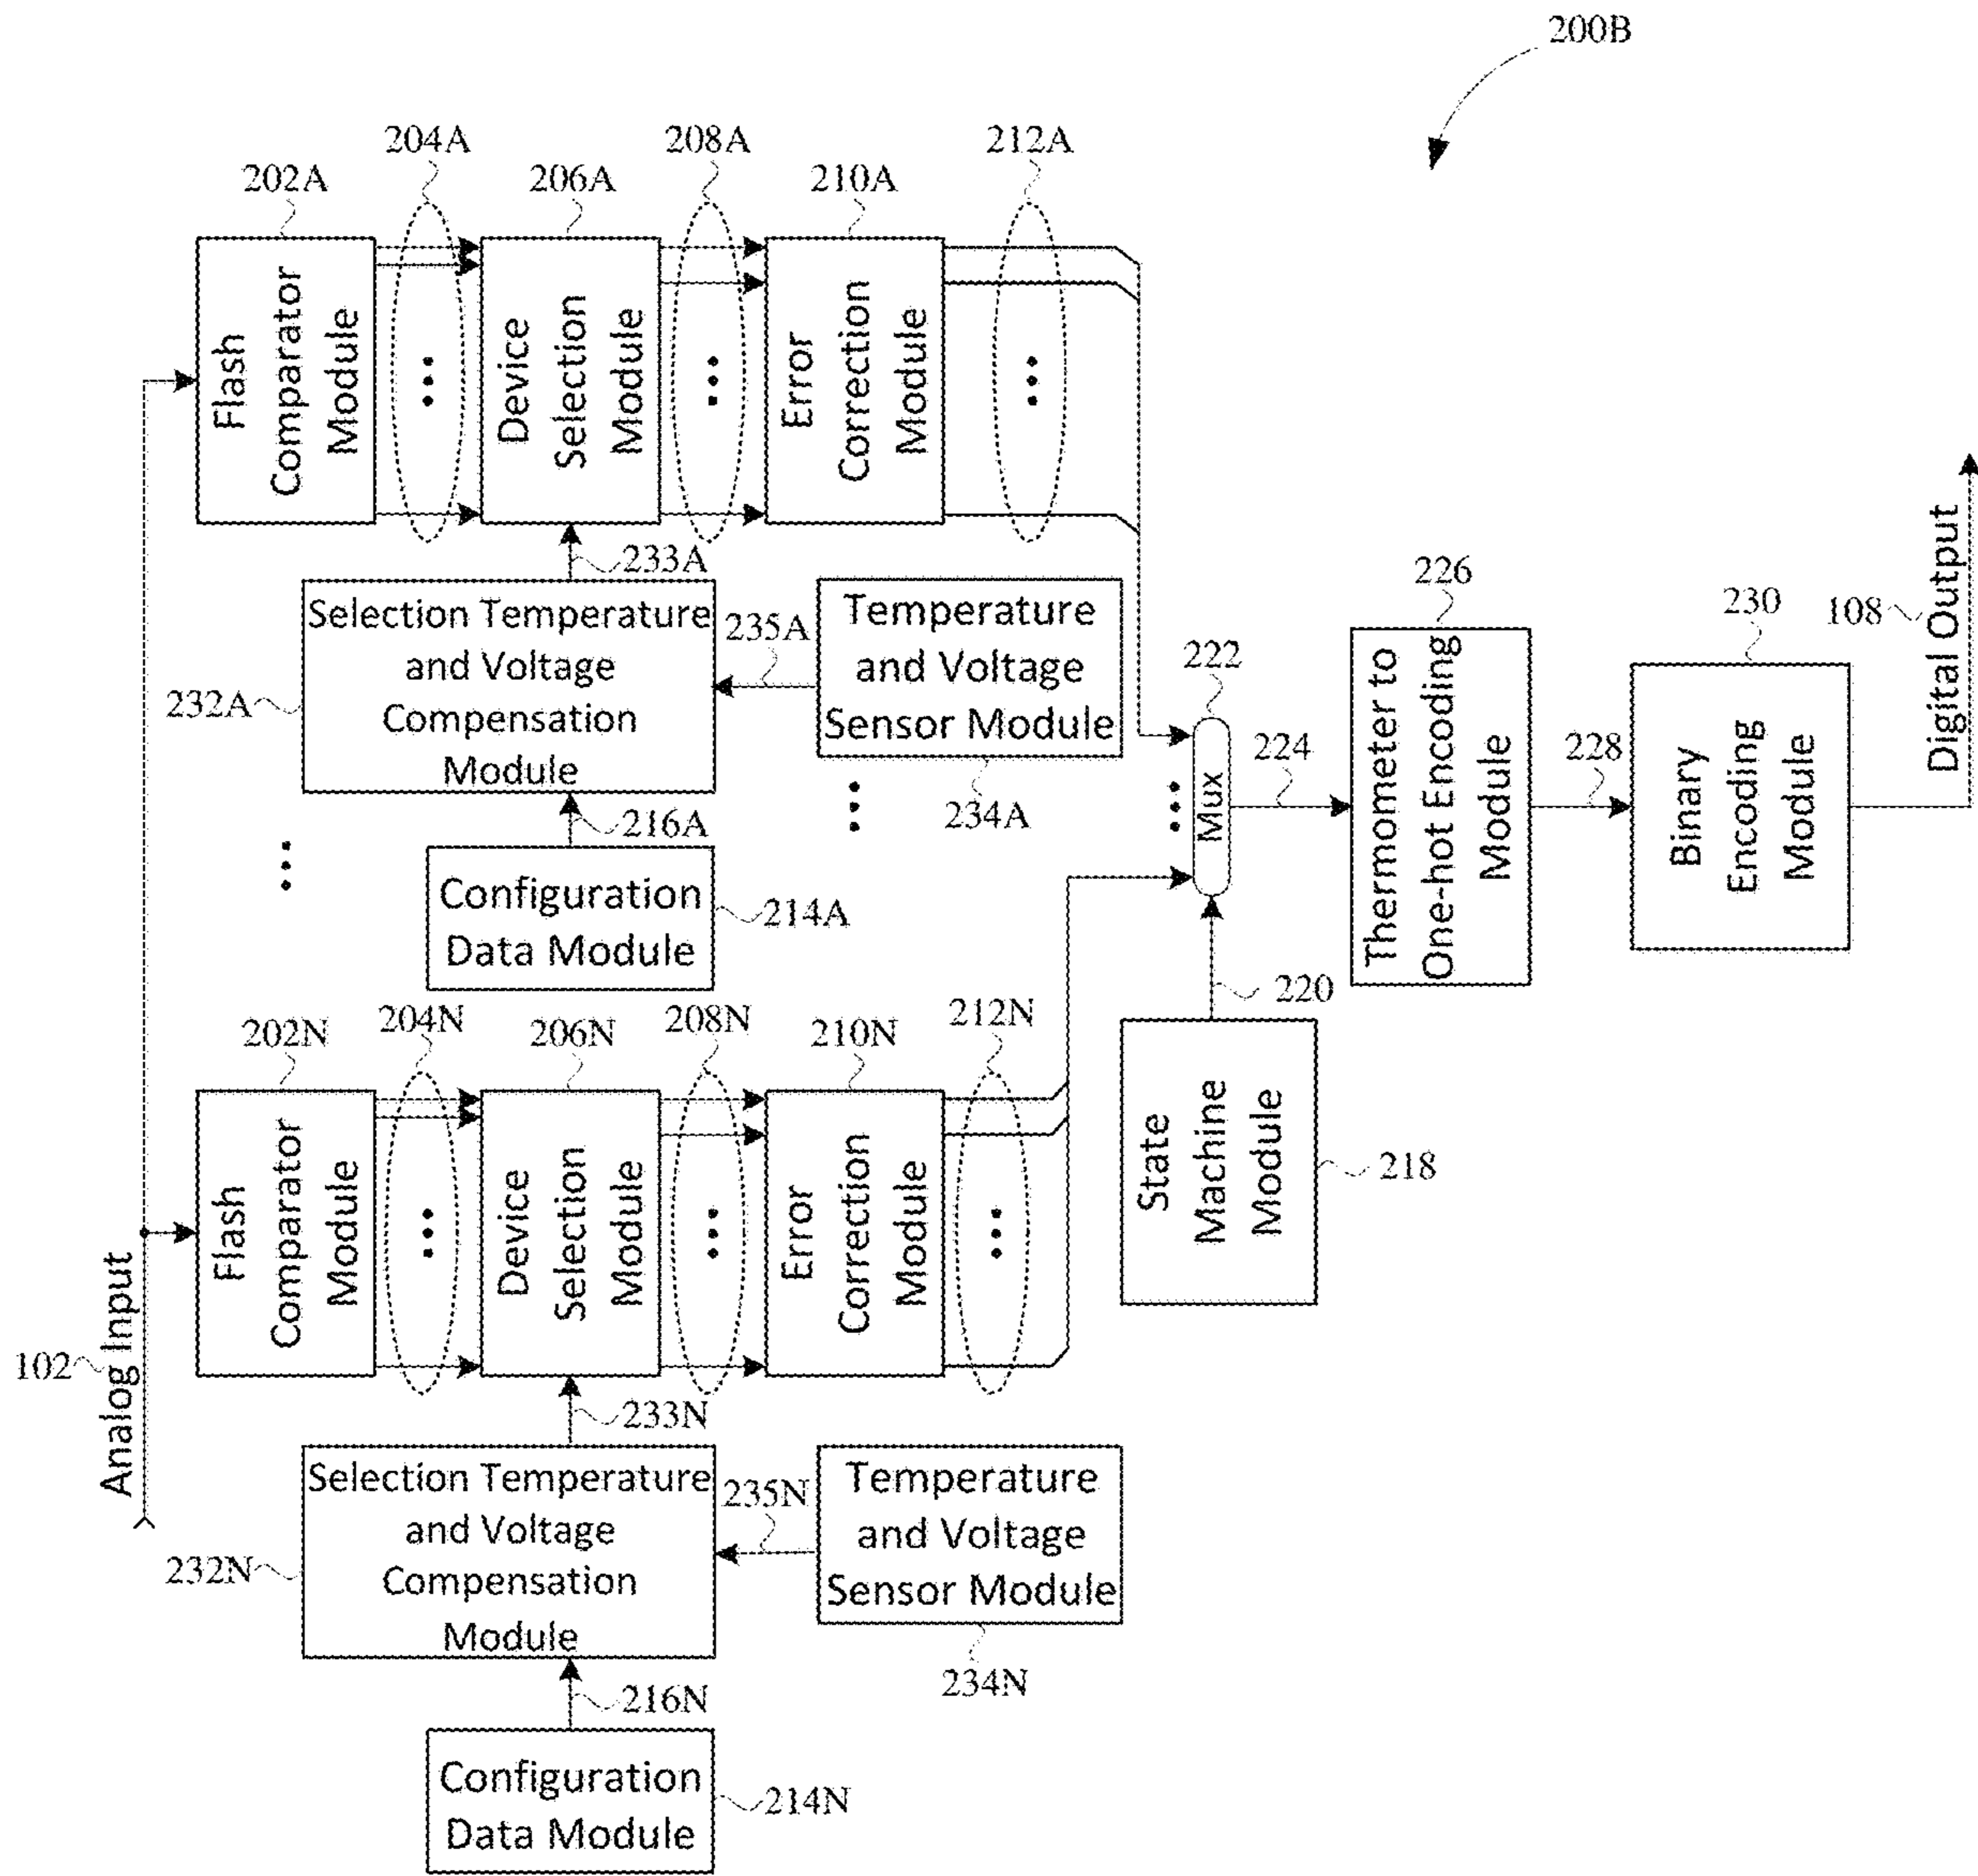 200B
204A
208A
212A
202A
206A
210A
Flash
Comparator
Module
Device
Selection
Module
Error
Correction
Module
233A
Selection Temperature
and Voltage
Compensation
Module
232A
235A
Temperature
and Voltage
Sensor Module
234A
216A
Configuration
Data Module
214A
222
Mux
224
226
Thermometer to
One-hot Encoding
Module
228
230
Binary
Encoding
Module
108
Digital Output
220
State
Machine
Module
218
204N
208N
212N
202N
206N
210N
Flash
Comparator
Module
Device
Selection
Module
Error
Correction
Module
102
Analog Input
233N
Selection Temperature
and Voltage
Compensation
Module
232N
235N
Temperature
and Voltage
Sensor Module
234N
216N
Configuration
Data Module
214N